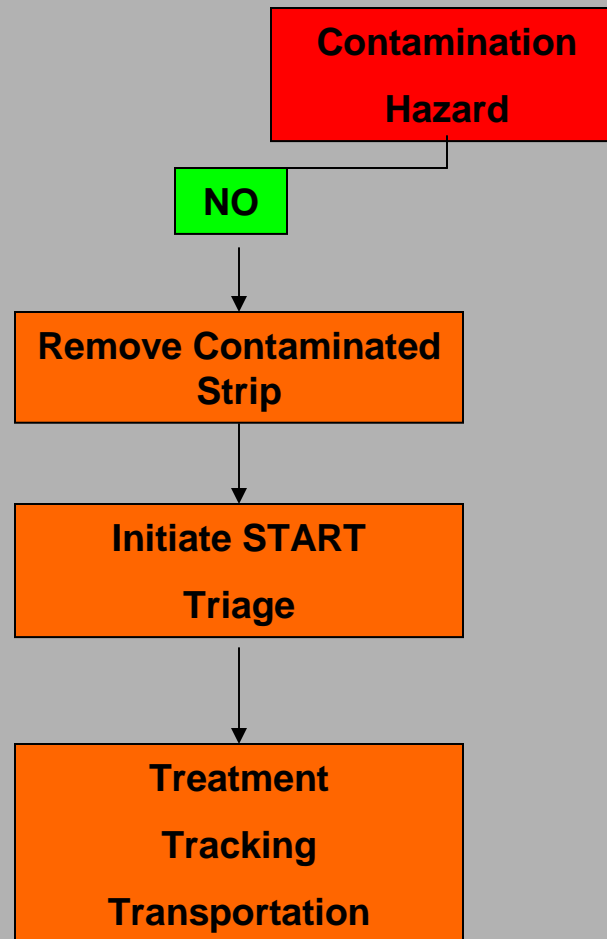 Contamination
Hazard
NO
Remove Contaminated
Strip
Initiate START
Triage
Treatment
Tracking
Transportation